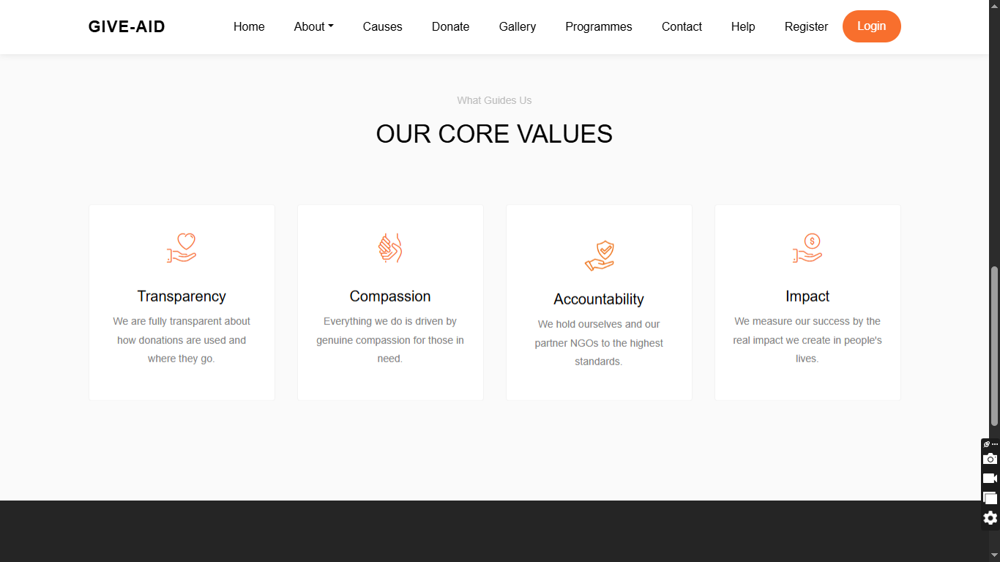 GIVE-AID
Home
About
Causes
Donate
Gallery
Programmes
Contact
Help
Register
Login
What Guides Us
OUR CORE VALUES
Transparency
We are fully transparent about
how donations are used and
where they go.
Compassion
Everything we do is driven by
genuine compassion for those in
need.
$
Accountability
We hold ourselves and our
partner NGOs to the highest
standards.
Impact
We measure our success by the
real impact we create in people's
lives.